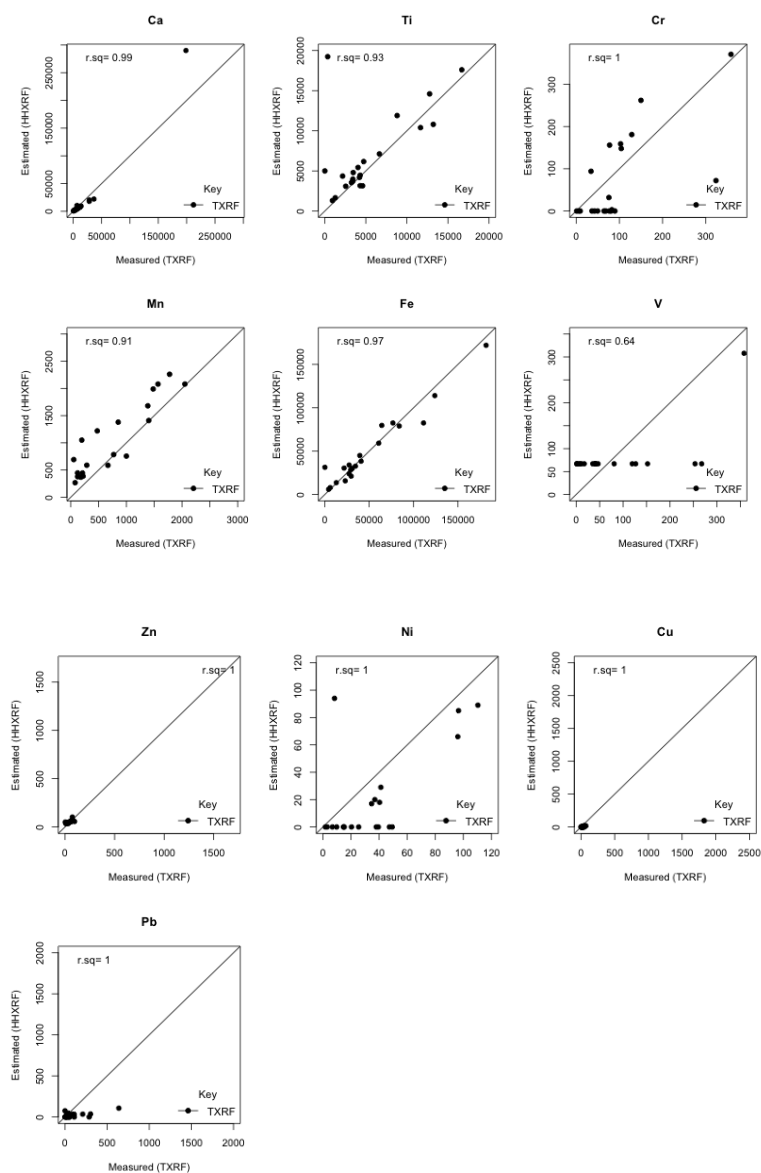 Ca
r.sq= 0.99
Estimated (HHXRF)
0
50000
150000
250000
Key
TXRF
0
50000
150000
250000
Measured (TXRF)
Ti
r.sq= 0.93
Estimated (HHXRF)
0
5000
10000
15000
20000
Key
TXRF
0
5000
10000
15000
20000
Measured (TXRF)
Cr
r.sq= 1
Estimated (HHXRF)
0
100
200
300
Key
TXRF
0
100
300
Measured (TXRF)
Mn
r.sq= 0.91
Estimated (HHXRF)
0
500
1500
2500
Key
TXRF
0
500
1000
2000
3000
Measured (TXRF)
Fe
r.sq= 0.97
Estimated (HHXRF)
0
50000
100000
150000
Key
TXRF
0
50000
100000
150000
Measured (TXRF)
V
r.sq= 0.64
Estimated (HHXRF)
0
50
100
200
300
Key
TXRF
0
50
100
200
300
Measured (TXRF)
Zn
r.sq= 1
Estimated (HHXRF)
0
500
1000
1500
Key
TXRF
0
500
1000
1500
Measured (TXRF)
Ni
r.sq= 1
Estimated (HHXRF)
0
20
40
60
80
100
120
Key
TXRF
0
20
40
60
80
100
120
Measured (TXRF)
Cu
r.sq= 1
Estimated (HHXRF)
0
500
1000
1500
2000
2500
Key
TXRF
0
500
1000
1500
2000
2500
Measured (TXRF)
Pb
r.sq= 1
Estimated (HHXRF)
0
500
1000
1500
2000
Key
TXRF
0
500
1000
1500
2000
Measured (TXRF)